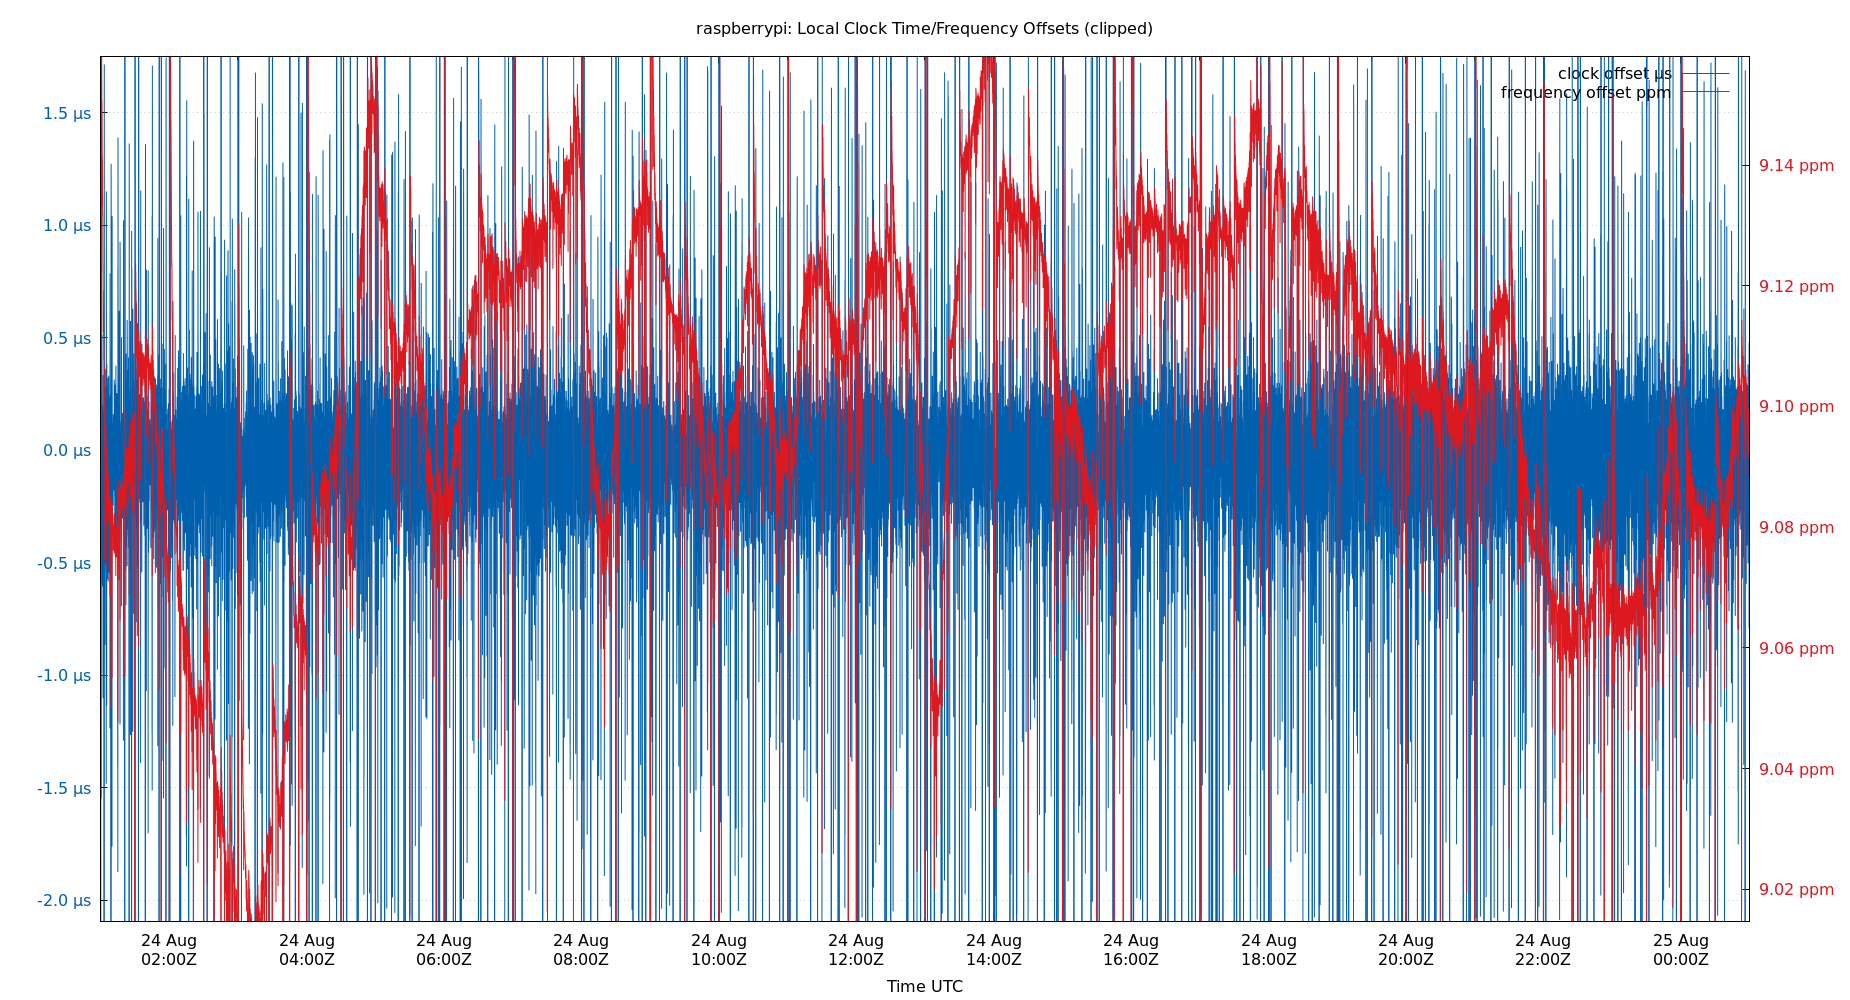 raspberrypi: Local Clock Time/Frequency Offsets (clipped)
clock offset µs
frequency offset ppm
1.5 µs
1.0 µs
0.5 µs
0.0 µs
-0.5 µs
-1.0 µs
-1.5 µs
-2.0 µs
9.14 ppm
9.12 ppm
9.10 ppm
9.08 ppm
9.06 ppm
9.04 ppm
9.02 ppm
24 Aug
02:00Z
24 Aug
04:00Z
24 Aug
06:00Z
24 Aug
08:00Z
24 Aug
10:00Z
24 Aug
12:00Z
24 Aug
14:00Z
24 Aug
16:00Z
24 Aug
18:00Z
24 Aug
20:00Z
24 Aug
22:00Z
25 Aug
00:00Z
Time UTC